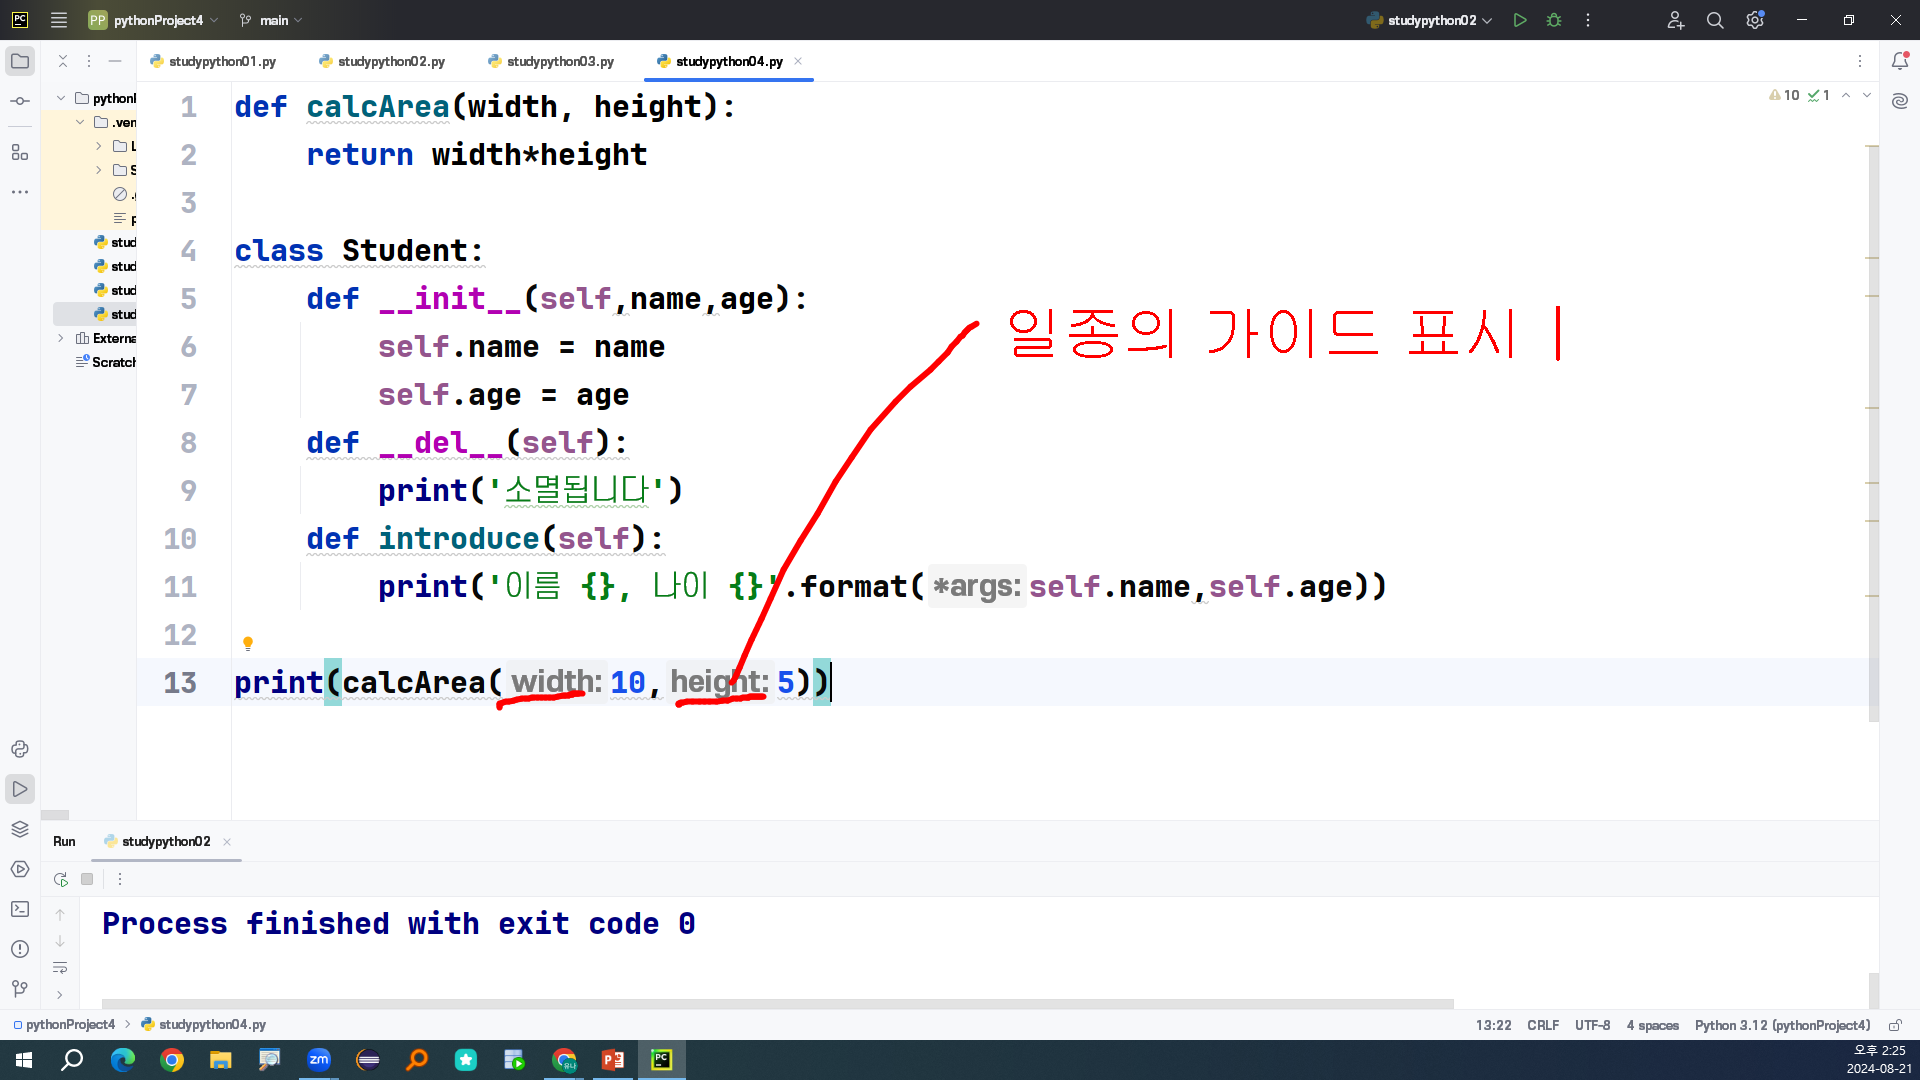 PC PP pythonProject4 main studypython02
studypython01.py studypython02.py studypython03.py studypython04.py
.ven
Externa
Scratch
10 1
1 def calcArea(width, height):
2 return width*height
3
4 class Student:
5 def __init__(self,name,age):
6 self.name = name
7 self.age = age
8 def __del__(self):
9 print('소멸됩니다')
10 def introduce(self):
11 print('이름 {}, 나이 {}'.format(*args:self.name,self.age))
12
13 print(calcArea(width:10,height:5))
일종의 가이드 표시
Run studypython02
Process finished with exit code 0
pythonProject4 > studypython04.py 13:22 CRLF UTF-8 4 spaces Python 3.12 (pythonProject4)
zm PC
오후 2:25
2024-08-21